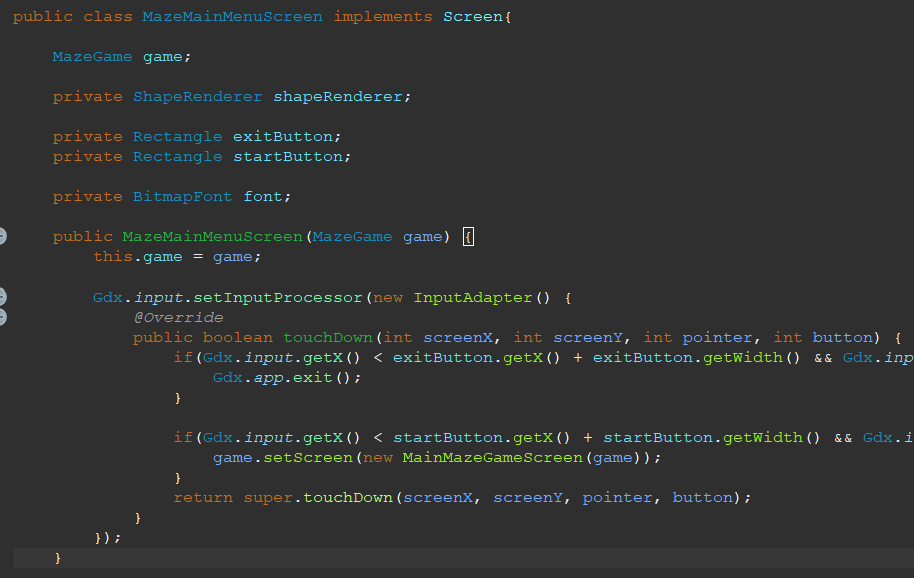 public class MazeMainMenuScreen implements Screen{
MazeGame game;
private ShapeRenderer shapeRenderer;
private Rectangle exitButton;
private Rectangle startButton;
private BitmapFont font;
public MazeMainMenuScreen(MazeGame game) {
this.game = game;
Gdx.input.setInputProcessor(new InputAdapter() {
@Override
public boolean touchDown(int screenX, int screenY, int pointer, int button) {
if(Gdx.input.getX() < exitButton.getX() + exitButton.getWidth() && Gdx.inp
Gdx.app.exit();
}
if(Gdx.input.getX() < startButton.getX() + startButton.getWidth() && Gdx.i
game.setScreen(new MainMazeGameScreen(game));
}
return super.touchDown(screenX, screenY, pointer, button);
}
});
}